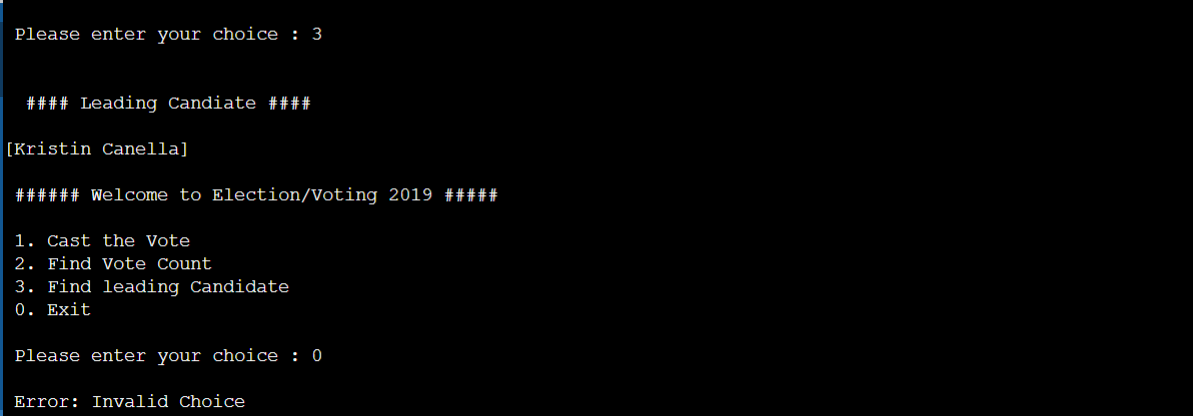 Please enter your choice : 3
#### Leading Candiate ####
[Kristin Canella]
###### Welcome to Election/Voting 2019 #####
1. Cast the Vote
2. Find Vote Count
3. Find leading Candidate
0. Exit
Please enter your choice : 0
Error: Invalid Choice